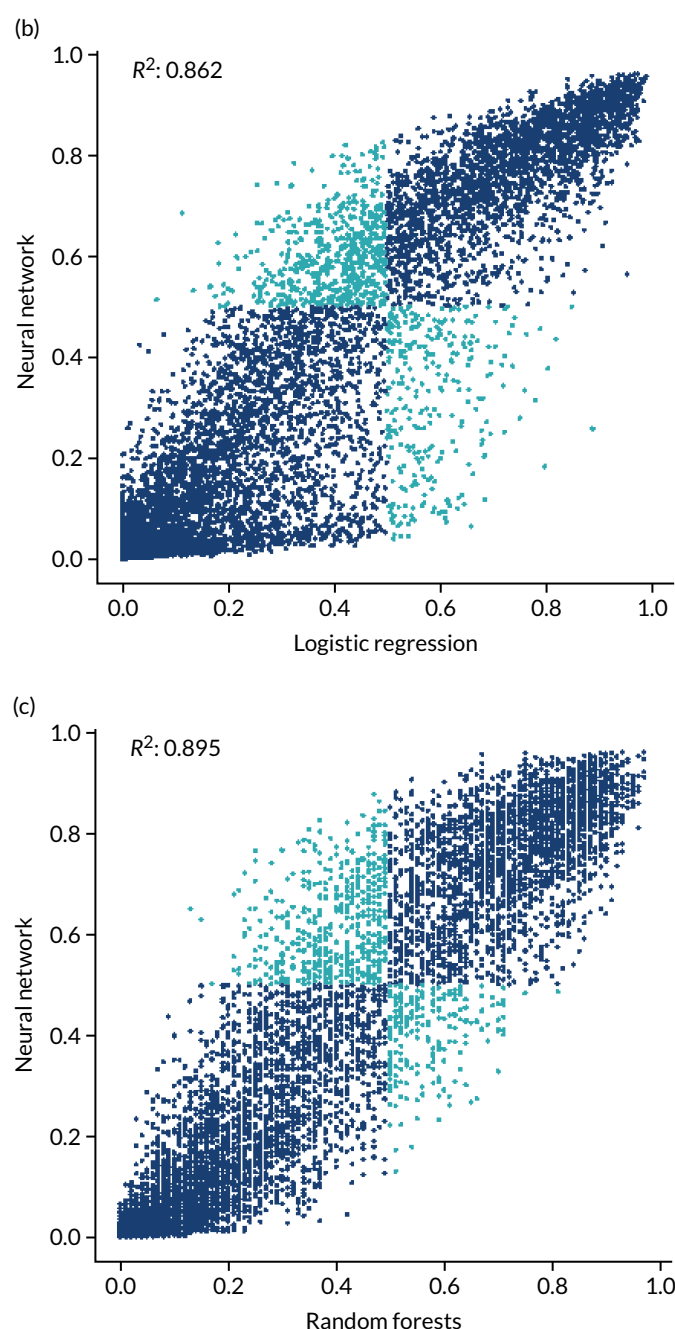 (b)
R²: 0.862
1.0
0.8
0.6
0.4
0.2
0.0
Neural network
0.0 0.2 0.4 0.6 0.8 1.0
Logistic regression
(c)
R²: 0.895
1.0
0.8
0.6
0.4
0.2
0.0
Neural network
0.0 0.2 0.4 0.6 0.8 1.0
Random forests